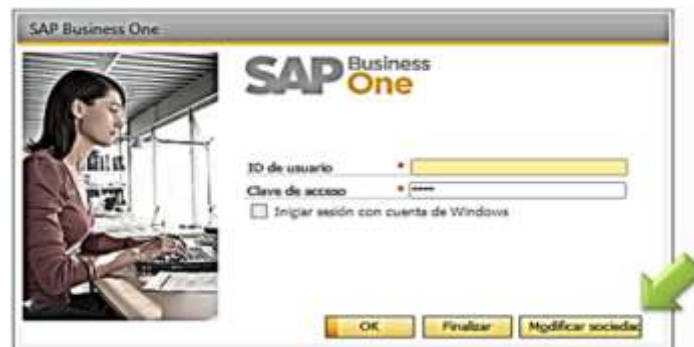 SAP Business One
SAP Business One
ID de usuario
Clave de acceso
Iniciar sesión con cuenta de Windows
OK
Finalizar
Modificar sociedad